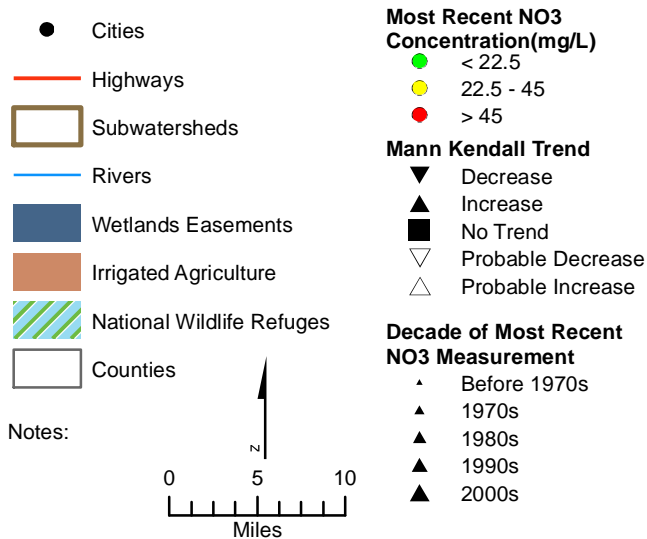 Cities
Highways
Subwatersheds
Rivers
Wetlands Easements
Irrigated Agriculture
National Wildlife Refuges
Counties
Notes:
N
0 5 10
Miles
Most Recent NO3
Concentration(mg/L)
< 22.5
22.5 - 45
> 45
Mann Kendall Trend
Decrease
Increase
No Trend
Probable Decrease
Probable Increase
Decade of Most Recent
NO3 Measurement
Before 1970s
1970s
1980s
1990s
2000s